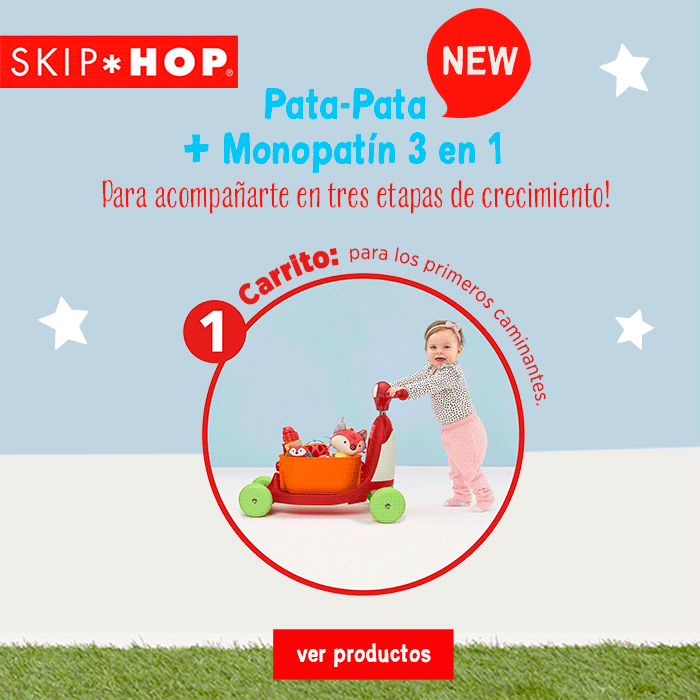 SKIP*HOP®
NEW
Pata-Pata
+ Monopatín 3 en 1
Para acompañarte en tres etapas de crecimiento!
1
Carrito: para los primeros caminantes.
ver productos